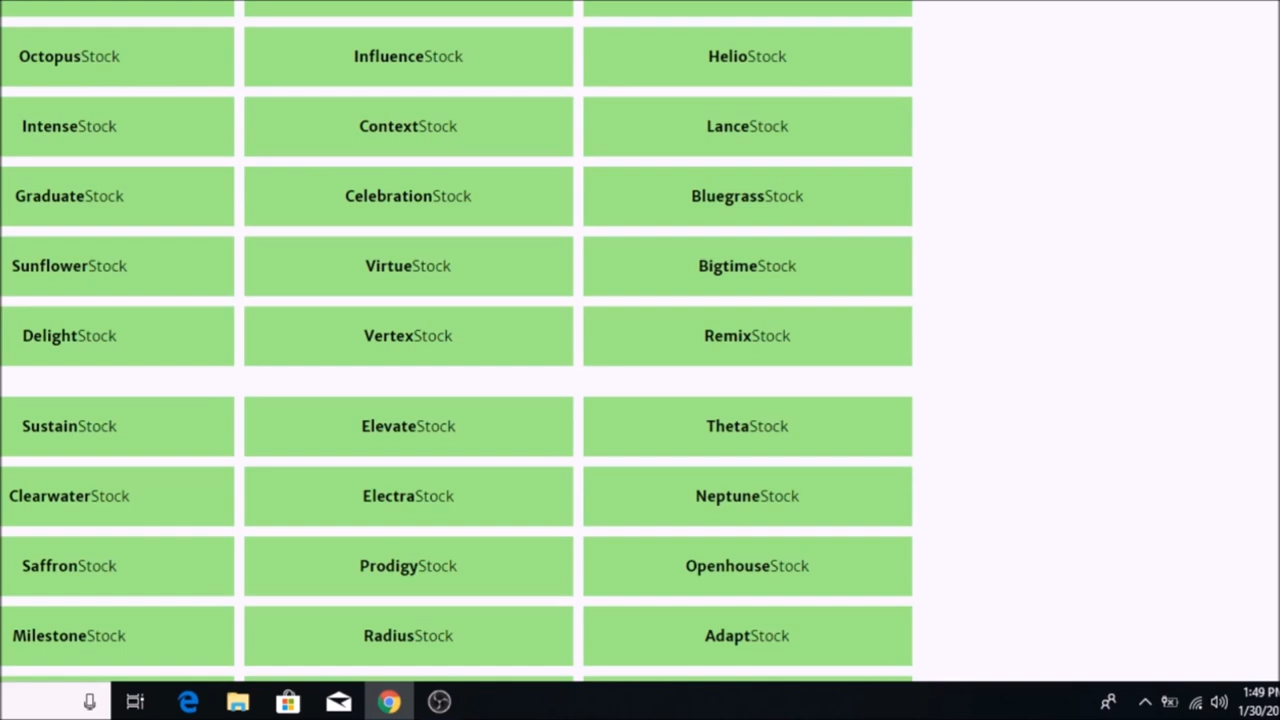 OctopusStock InfluenceStock HelioStock
IntenseStock ContextStock LanceStock
GraduateStock CelebrationStock BluegrassStock
SunflowerStock VirtueStock BigtimeStock
DelightStock VertexStock RemixStock
SustainStock ElevateStock ThetaStock
ClearwaterStock ElectraStock NeptuneStock
SaffronStock ProdigyStock OpenhouseStock
MilestoneStock RadiusStock AdaptStock
1:49 PM
1/30/20